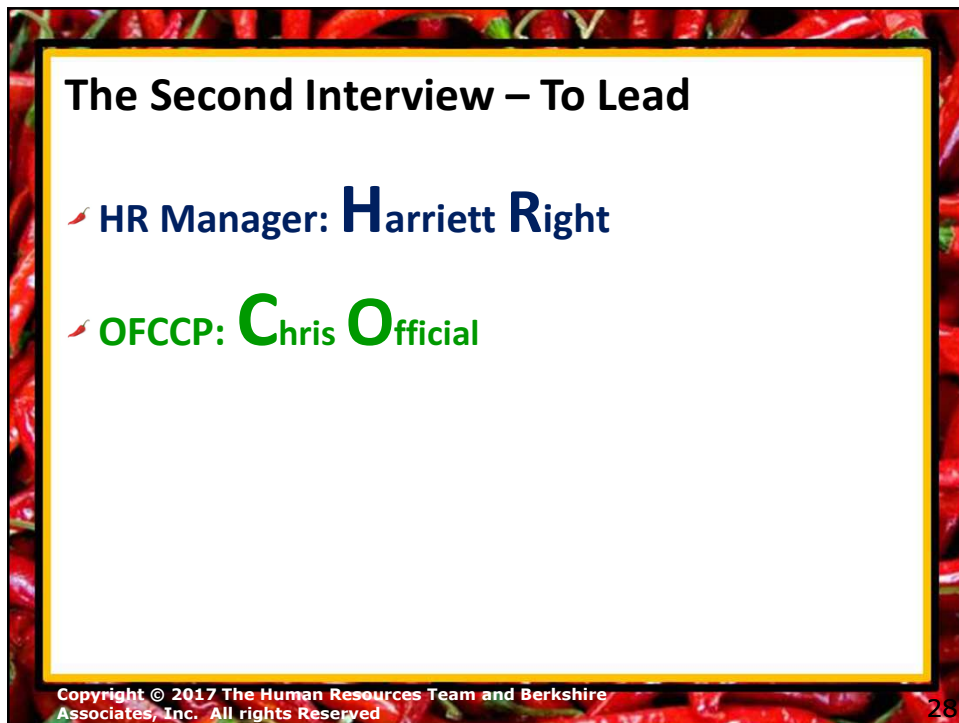 The Second Interview – To Lead
HR Manager: Harriett Right
OFCCP: Chris Official
Copyright © 2017 The Human Resources Team and Berkshire
Associates, Inc.  All rights Reserved
28